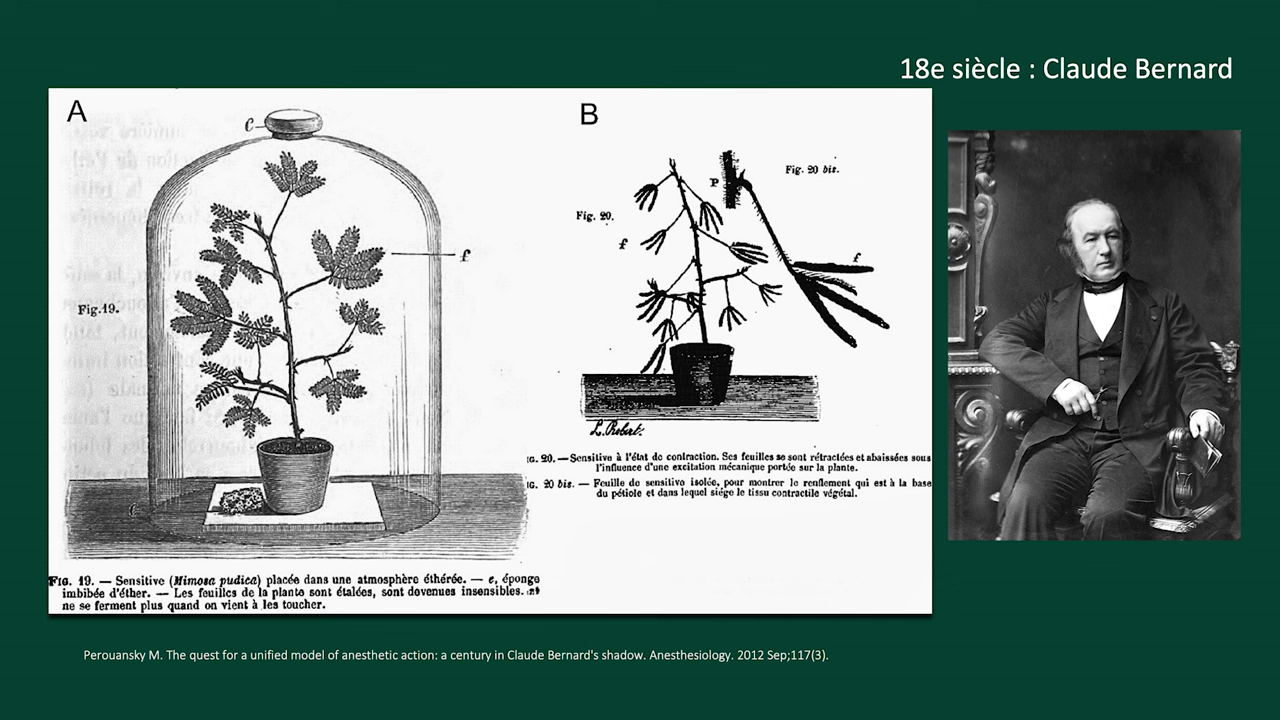 18e siècle : Claude Bernard
A
e
f
Fig.19.
FIG. 19. — Sensitive (Mimosa pudica) placée dans une atmosphère éthérée. — e, éponge
imbibée d'éther. — Les feuilles de la plante sont étalées, sont devenues insensibles. et
ne se ferment plus quand on vient à les toucher.
B
Fig. 20 bis.
P
Fig. 20.
f
f
L. Robert.
IG. 20. — Sensitive à l'état de contraction. Ses feuilles se sont rétractées et abaissées sous
l'influence d'une excitation mécanique portée sur la plante.
IG. 20 bis. — Feuille de sensitive isolée, pour montrer le renflement qui est à la base
du pétiole et dans lequel siége le tissu contractile végétal.
Perouansky M. The quest for a unified model of anesthetic action: a century in Claude Bernard's shadow. Anesthesiology. 2012 Sep;117(3).